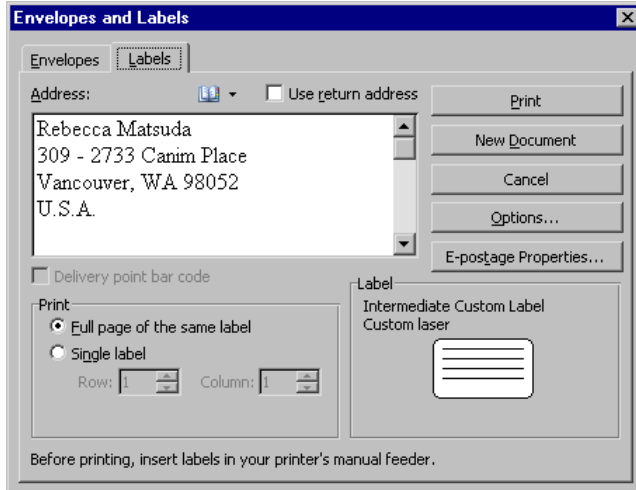 Envelopes and Labels
Envelopes
Labels
Address:
Use return address
Rebecca Matsuda
309 - 2733 Canim Place
Vancouver, WA 98052
U.S.A.
Print
New Document
Cancel
Options...
E-postage Properties...
Delivery point bar code
Print
Full page of the same label
Single label
Row: 1 Column: 1
Label
Intermediate Custom Label
Custom laser
Before printing, insert labels in your printer's manual feeder.